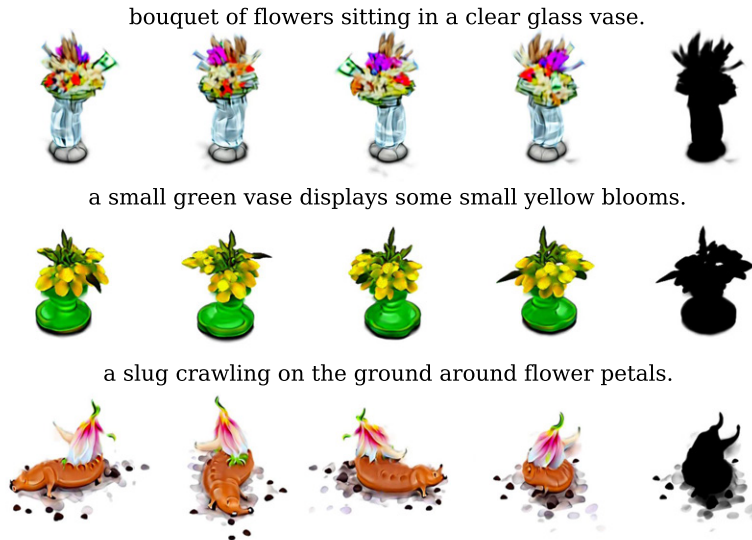 bouquet of flowers sitting in a clear glass vase.
a small green vase displays some small yellow blooms.
a slug crawling on the ground around flower petals.